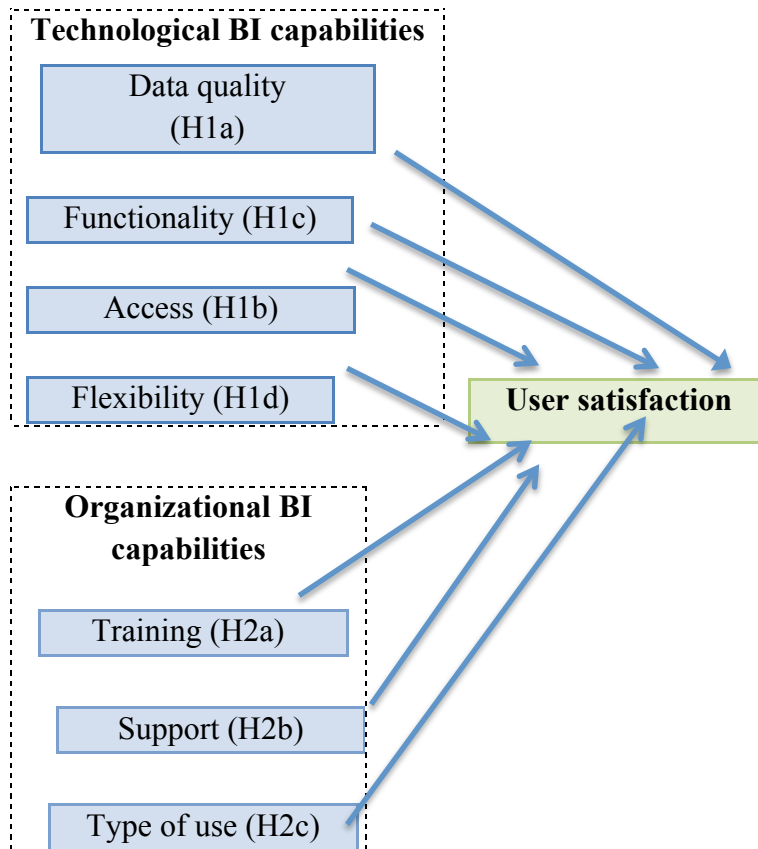 Technological BI capabilities
Data quality
(H1a)
Functionality (H1c)
Access (H1b)
Flexibility (H1d)
User satisfaction
Organizational BI
capabilities
Training (H2a)
Support (H2b)
Type of use (H2c)